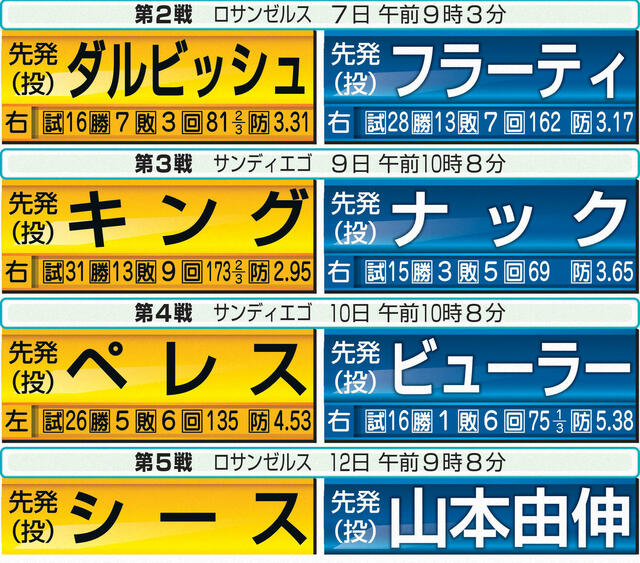 第2戦 ロサンゼルス 7日 午前9時3分
先発(投) ダルビッシュ 先発(投) フラーティ
右 試16勝7敗3回81 2/3 防3.31 右 試28勝13敗7回162 防3.17
第3戦 サンディエゴ 9日 午前10時8分
先発(投) キング 先発(投) ナック
右 試31勝13敗9回173 2/3 防2.95 右 試15勝3敗5回69 防3.65
第4戦 サンディエゴ 10日 午前10時8分
先発(投) ペレス 先発(投) ビューラー
左 試26勝5敗6回135 防4.53 右 試16勝1敗6回75 1/3 防5.38
第5戦 ロサンゼルス 12日 午前9時8分
先発(投) シース 先発(投) 山本由伸